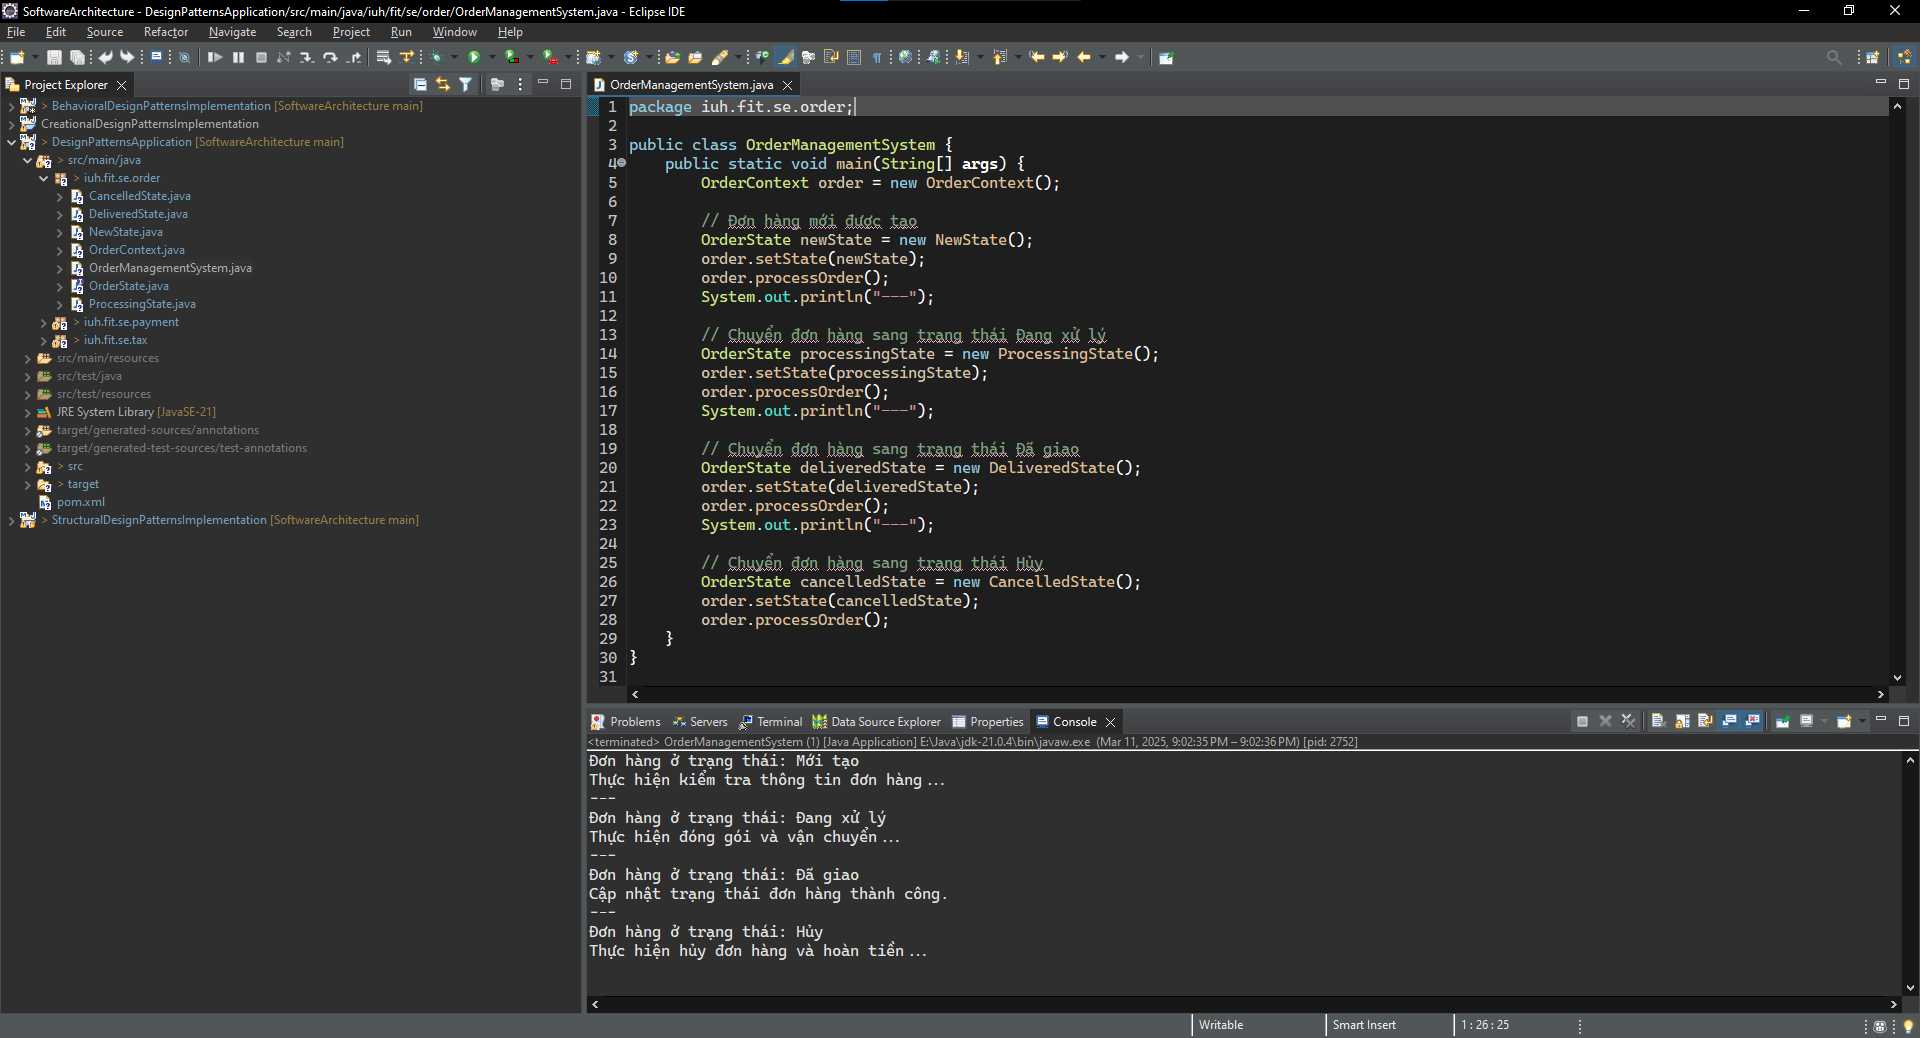 SoftwareArchitecture - DesignPatternsApplication/src/main/java/iuh/fit/se/order/OrderManagementSystem.java - Eclipse IDE
File Edit Source Refactor Navigate Search Project Run Window Help
Project Explorer
> BehavioralDesignPatternsImplementation [SoftwareArchitecture main]
CreationalDesignPatternsImplementation
> DesignPatternsApplication [SoftwareArchitecture main]
> src/main/java
> iuh.fit.se.order
CancelledState.java
DeliveredState.java
NewState.java
OrderContext.java
OrderManagementSystem.java
OrderState.java
ProcessingState.java
> iuh.fit.se.payment
> iuh.fit.se.tax
src/main/resources
src/test/java
src/test/resources
JRE System Library [JavaSE-21]
target/generated-sources/annotations
target/generated-test-sources/test-annotations
> src
> target
pom.xml
> StructuralDesignPatternsImplementation [SoftwareArchitecture main]
OrderManagementSystem.java
1 package iuh.fit.se.order;
2
3 public class OrderManagementSystem {
4 public static void main(String[] args) {
5 OrderContext order = new OrderContext();
6
7 // Đơn hàng mới được tạo
8 OrderState newState = new NewState();
9 order.setState(newState);
10 order.processOrder();
11 System.out.println("---");
12
13 // Chuyển đơn hàng sang trạng thái Đang xử lý
14 OrderState processingState = new ProcessingState();
15 order.setState(processingState);
16 order.processOrder();
17 System.out.println("---");
18
19 // Chuyển đơn hàng sang trạng thái Đã giao
20 OrderState deliveredState = new DeliveredState();
21 order.setState(deliveredState);
22 order.processOrder();
23 System.out.println("---");
24
25 // Chuyển đơn hàng sang trạng thái Hủy
26 OrderState cancelledState = new CancelledState();
27 order.setState(cancelledState);
28 order.processOrder();
29 }
30 }
31
Problems Servers Terminal Data Source Explorer Properties Console
<terminated> OrderManagementSystem (1) [Java Application] E:\Java\jdk-21.0.4\bin\javaw.exe (Mar 11, 2025, 9:02:35 PM – 9:02:36 PM) [pid: 2752]
Đơn hàng ở trạng thái: Mới tạo
Thực hiện kiểm tra thông tin đơn hàng...
---
Đơn hàng ở trạng thái: Đang xử lý
Thực hiện đóng gói và vận chuyển...
---
Đơn hàng ở trạng thái: Đã giao
Cập nhật trạng thái đơn hàng thành công.
---
Đơn hàng ở trạng thái: Hủy
Thực hiện hủy đơn hàng và hoàn tiền...
Writable Smart Insert 1 : 26 : 25